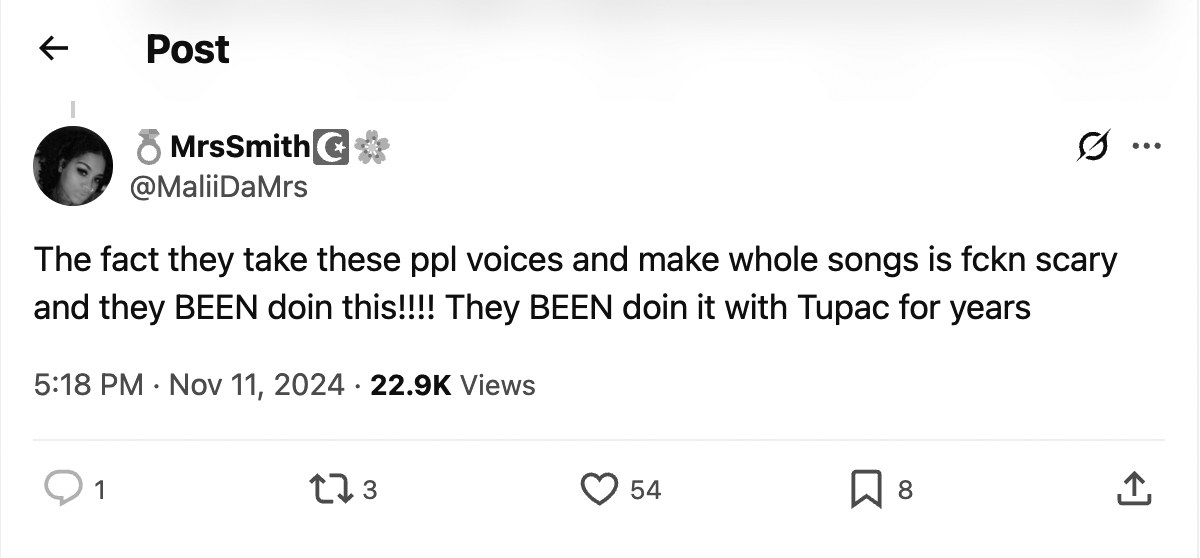 Post
💍 MrsSmith☪️🌸
@MaliiDaMrs
The fact they take these ppl voices and make whole songs is fckn scary
and they BEEN doin this!!!! They BEEN doin it with Tupac for years
5:18 PM · Nov 11, 2024 · 22.9K Views
1 3 54 8